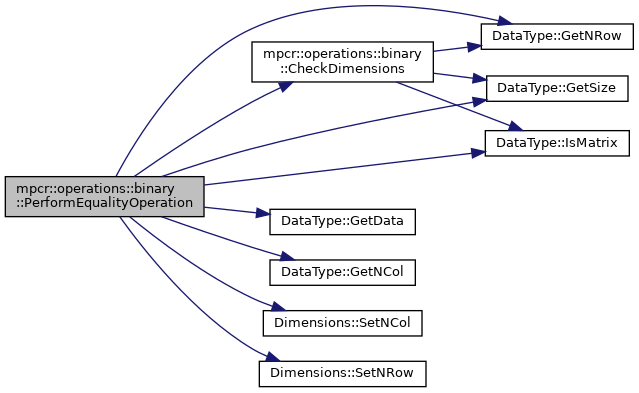 mpcr::operations::binary
::PerformEqualityOperation
mpcr::operations::binary
::CheckDimensions
DataType::GetNRow
DataType::GetSize
DataType::IsMatrix
DataType::GetData
DataType::GetNCol
Dimensions::SetNCol
Dimensions::SetNRow